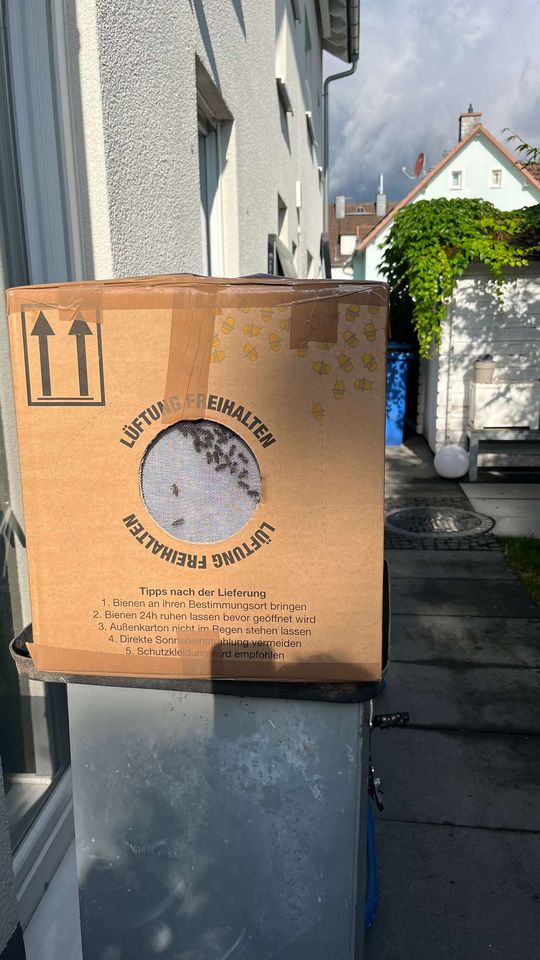 LÜFTUNG FREIHALTEN
LÜFTUNG FREIHALTEN
Tipps nach der Lieferung
1. Bienen an ihren Bestimmungsort bringen
2. Bienen 24h ruhen lassen bevor geöffnet wird
3. Außenkarton nicht im Regen stehen lassen
4. Direkte Sonneneinstrahlung vermeiden
5. Schutzkleidung wird empfohlen